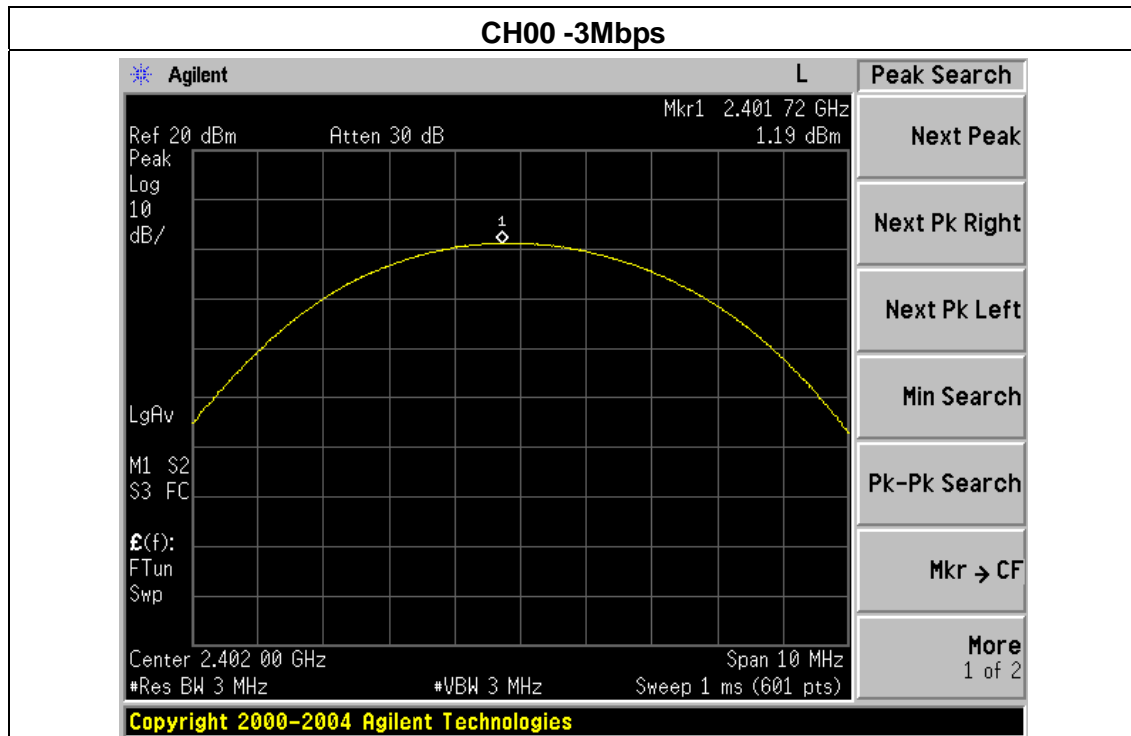 CH00 -3Mbps
Agilent L Peak Search
Mkr1 2.401 72 GHz
Ref 20 dBm Atten 30 dB 1.19 dBm
Peak
Log
10
dB/
1
LgAv
M1 S2
S3 FC
£(f):
FTun
Swp
Center 2.402 00 GHz Span 10 MHz
#Res BW 3 MHz #VBW 3 MHz Sweep 1 ms (601 pts)
Next Peak
Next Pk Right
Next Pk Left
Min Search
Pk-Pk Search
Mkr → CF
More
1 of 2
Copyright 2000-2004 Agilent Technologies